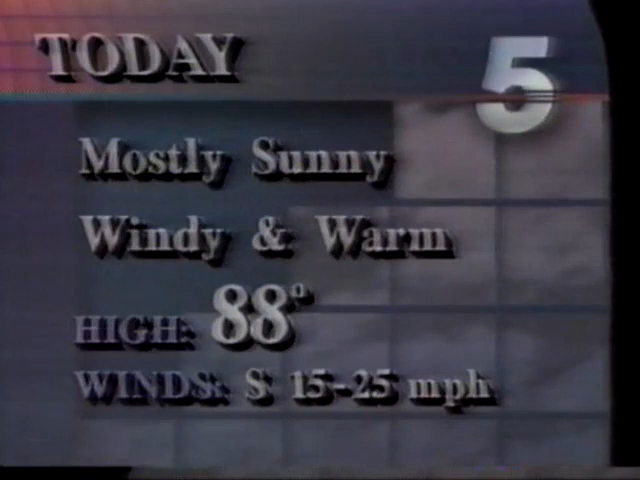 TODAY
5
Mostly Sunny
Windy & Warm
HIGH: 88°
WINDS: S 15-25 mph